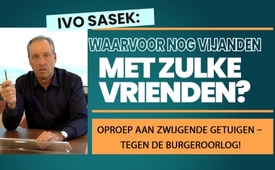 IVO SASEK:
WAARVOOR NOG VIJANDEN
MET ZULKE
VRIENDEN?
OPROEP AAN ZWIJGENDE GETUIGEN –
TEGEN DE BURGEROORLOG!